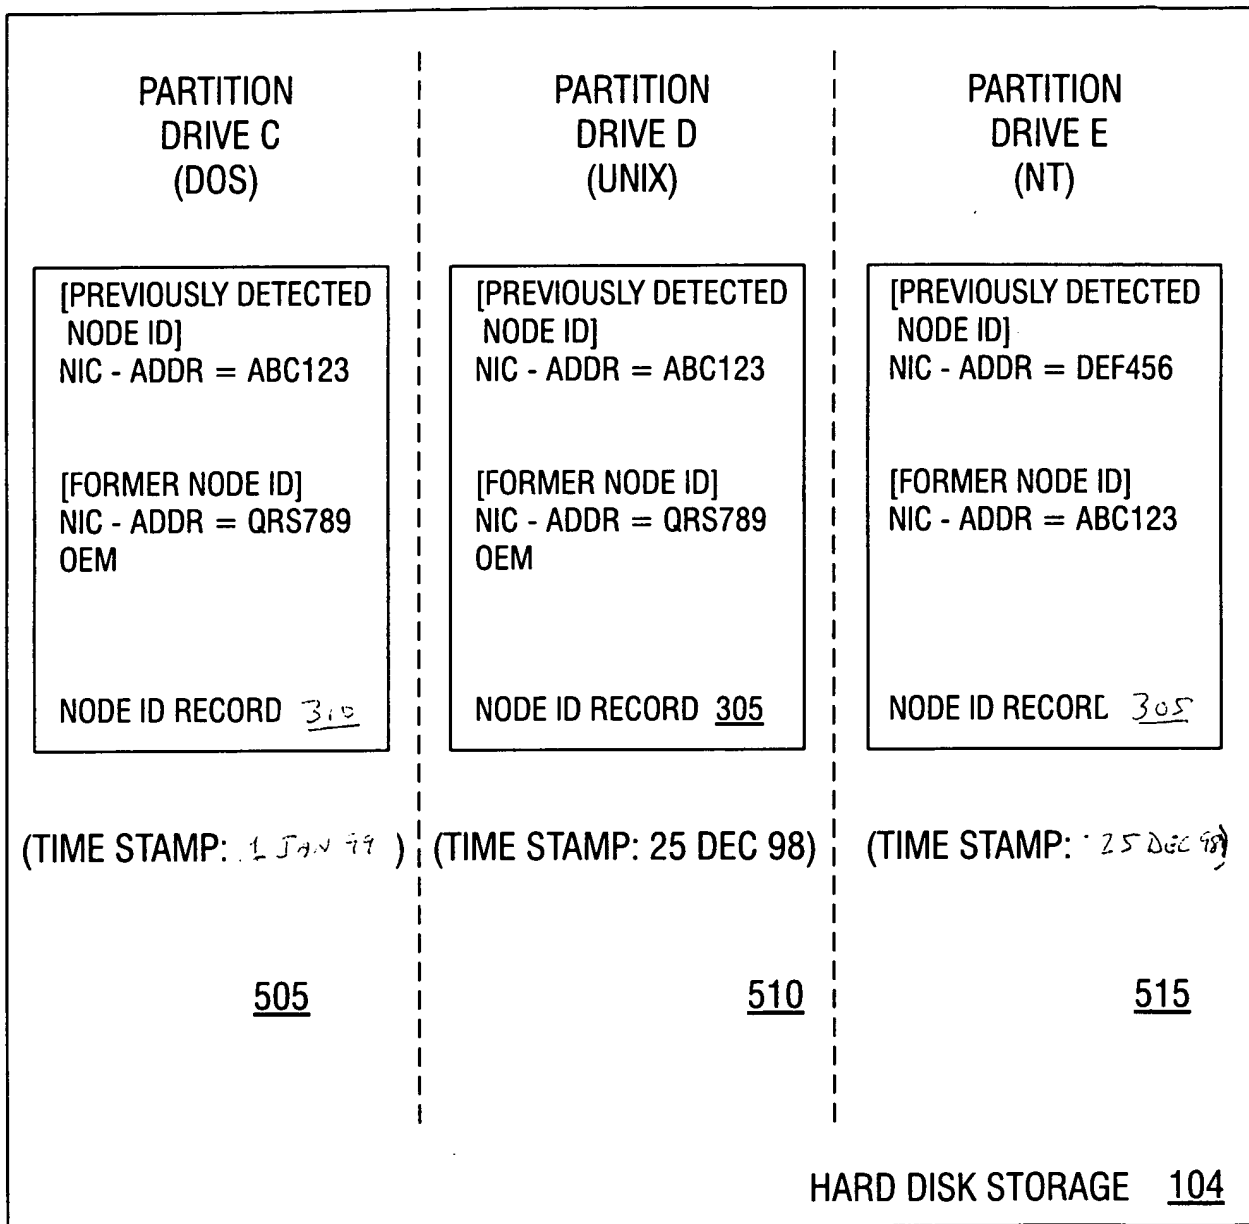 PARTITION
DRIVE C
(DOS)
[PREVIOUSLY DETECTED
NODE ID]
NIC - ADDR = ABC123
[FORMER NODE ID]
NIC - ADDR = QRS789
OEM
NODE ID RECORD 310
(TIME STAMP: 1 JAN 99)
505
PARTITION
DRIVE D
(UNIX)
[PREVIOUSLY DETECTED
NODE ID]
NIC - ADDR = ABC123
[FORMER NODE ID]
NIC - ADDR = QRS789
OEM
NODE ID RECORD 305
(TIME STAMP: 25 DEC 98)
510
PARTITION
DRIVE E
(NT)
[PREVIOUSLY DETECTED
NODE ID]
NIC - ADDR = DEF456
[FORMER NODE ID]
NIC - ADDR = ABC123
NODE ID RECORD 305
(TIME STAMP: 25 DEC 98)
515
HARD DISK STORAGE 104